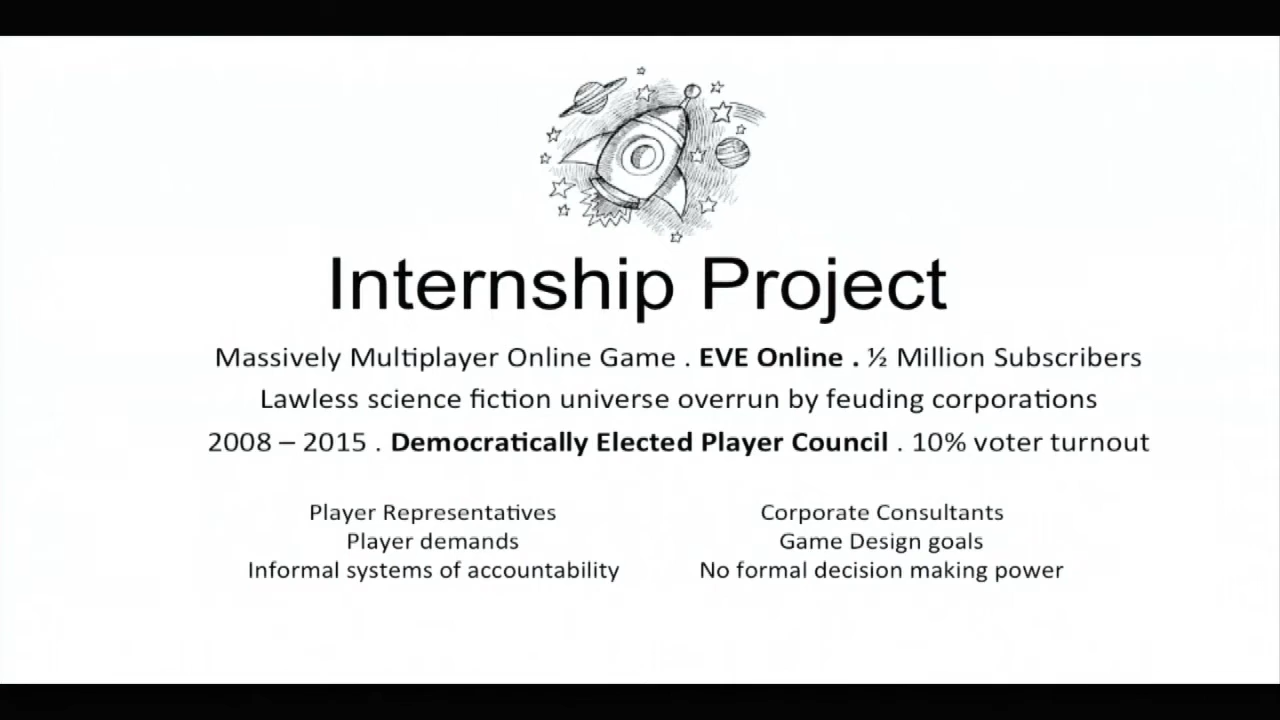 Internship Project
Massively Multiplayer Online Game . EVE Online . ½ Million Subscribers
Lawless science fiction universe overrun by feuding corporations
2008 – 2015 . Democratically Elected Player Council . 10% voter turnout
Player Representatives
Player demands
Informal systems of accountability
Corporate Consultants
Game Design goals
No formal decision making power